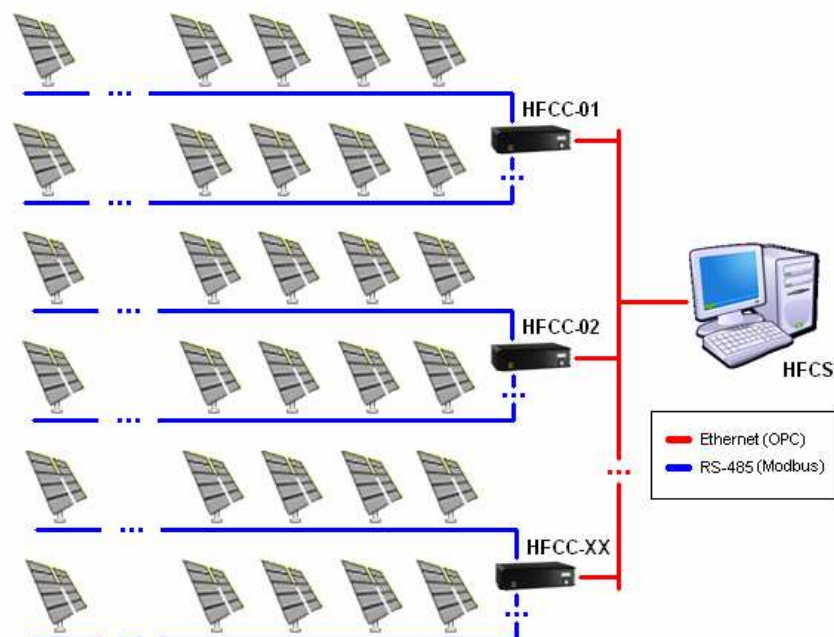 HFCC-01
HFCC-02
HFCS
Ethernet (OPC)
RS-485 (Modbus)
HFCC-XX